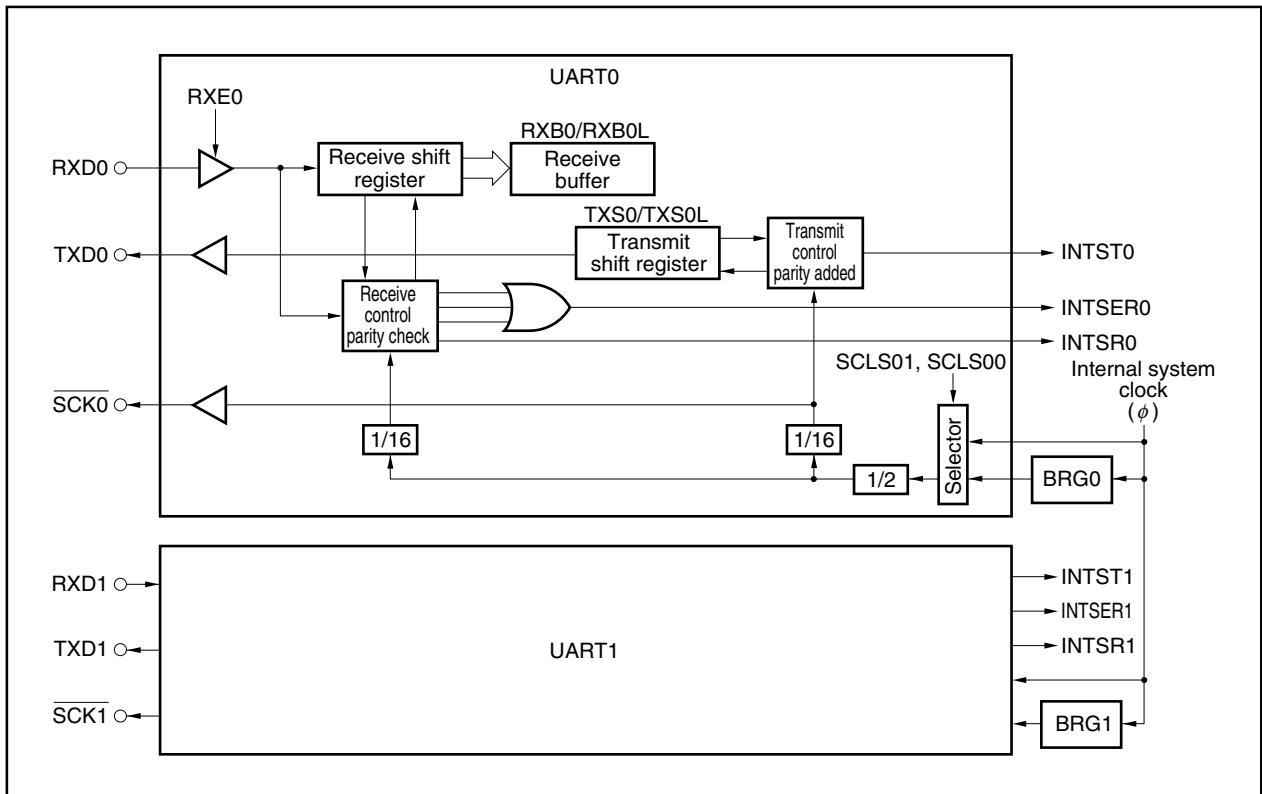 UART0
RXE0
RXB0/RXB0L
RXD0
Receive shift
register
Receive
buffer
TXS0/TXS0L
TXD0
Transmit
shift register
Transmit
control
parity added
INTST0
Receive
control
parity check
INTSER0
INTSR0
SCLS01, SCLS00
Internal system
clock
(ϕ)
SCK0
1/16
1/16
Selector
1/2
BRG0
RXD1
INTST1
INTSER1
TXD1
UART1
INTSR1
SCK1
BRG1